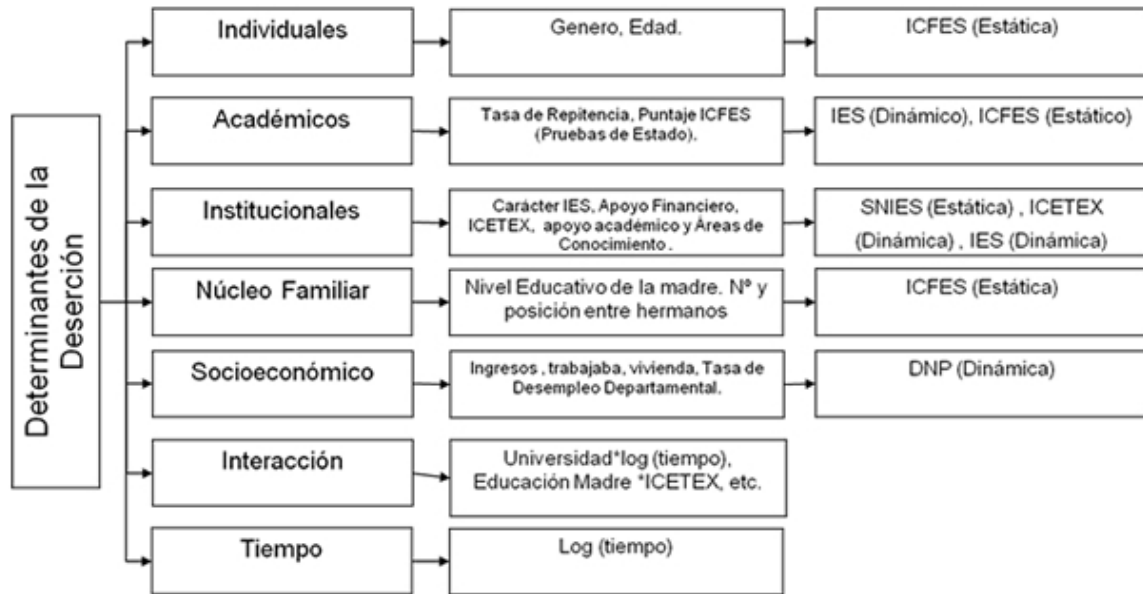 Determinantes de la
Deserción
Individuales
Genero, Edad.
ICFES (Estática)
Académicos
Tasa de Repitencia, Puntaje ICFES
(Pruebas de Estado).
IES (Dinámico), ICFES (Estático)
Institucionales
Carácter IES, Apoyo Financiero,
ICETEX, apoyo académico y Áreas de
Conocimiento .
SNIES (Estática) , ICETEX
(Dinámica) , IES (Dinámica)
Núcleo Familiar
Nivel Educativo de la madre. N° y
posición entre hermanos
ICFES (Estática)
Socioeconómico
Ingresos , trabajaba, vivienda, Tasa de
Desempleo Departamental.
DNP (Dinámica)
Interacción
Universidad*log (tiempo),
Educación Madre *ICETEX, etc.
Tiempo
Log (tiempo)